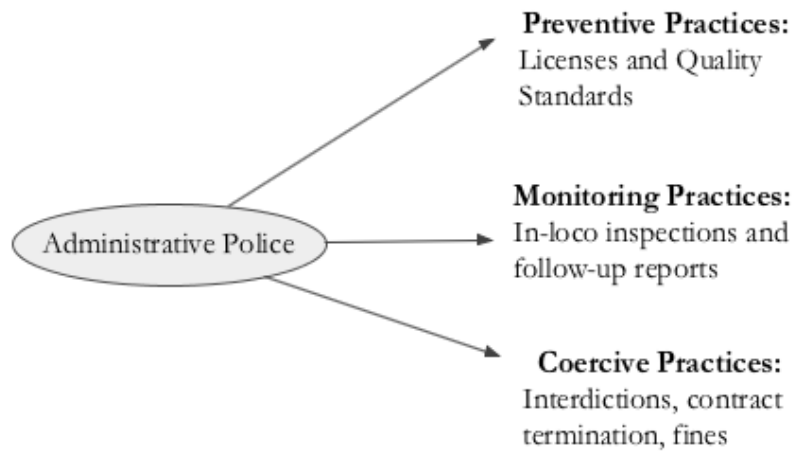 Preventive Practices:
Licenses and Quality
Standards
Administrative Police
Monitoring Practices:
In-loco inspections and
follow-up reports
Coercive Practices:
Interdictions, contract
termination, fines